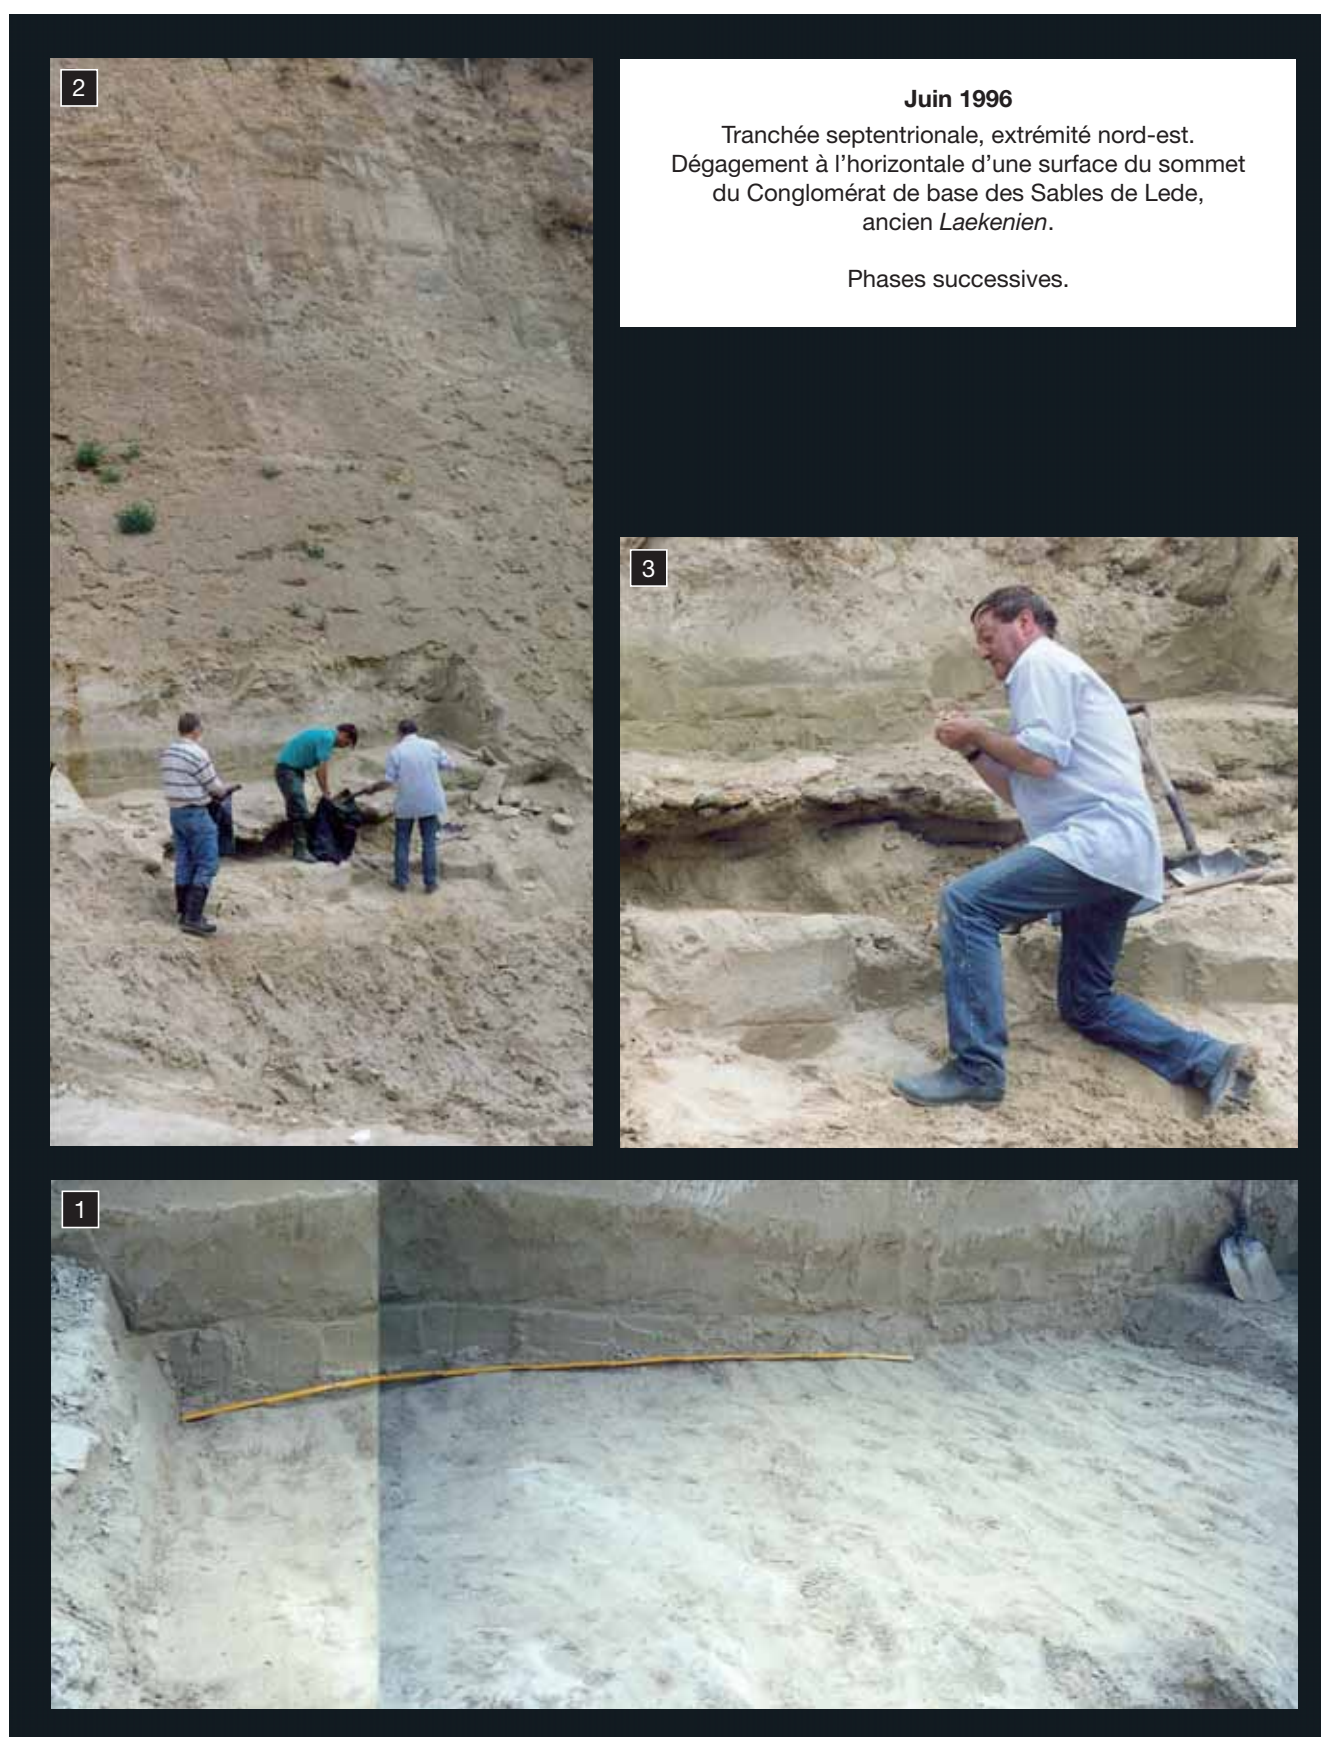 2
Juin 1996
Tranchée septentrionale, extrémité nord-est.
Dégagement à l'horizontale d'une surface du sommet
du Conglomérat de base des Sables de Lede,
ancien Laekenien.
Phases successives.
3
1